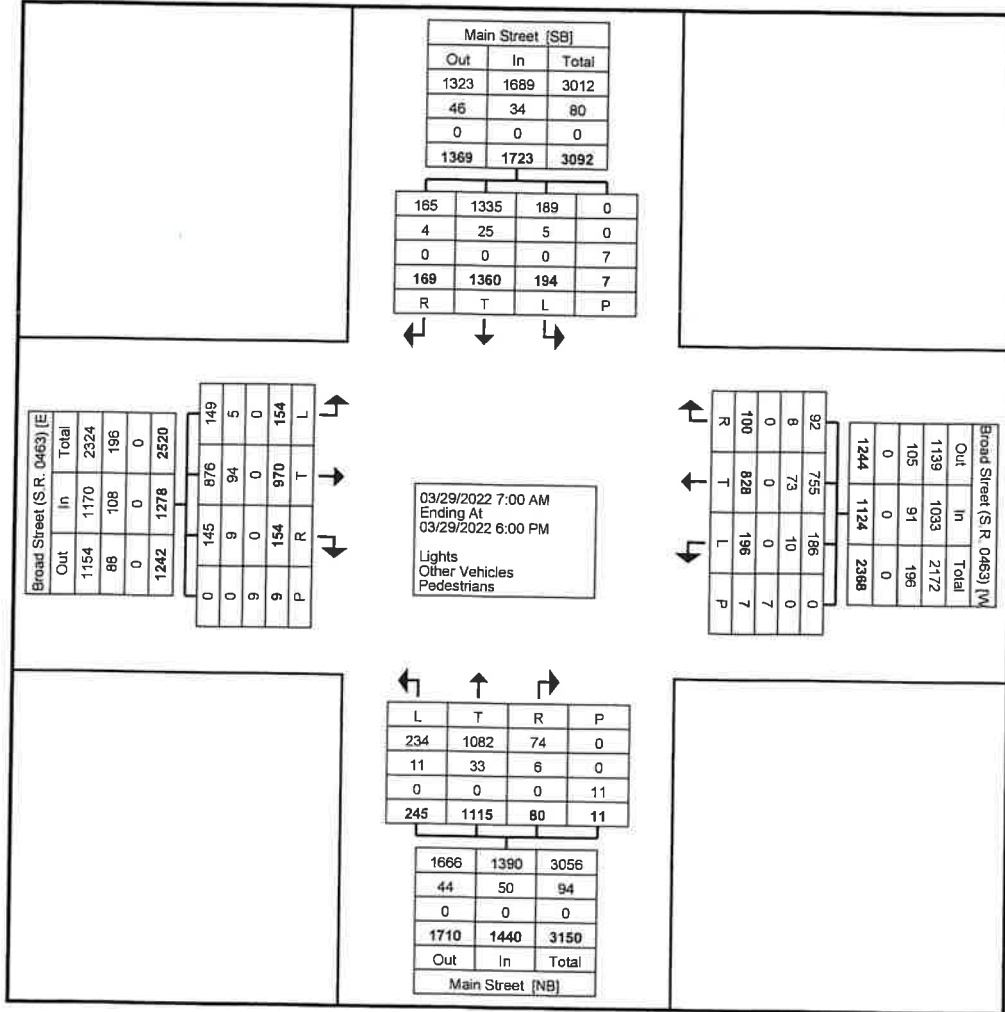 Main Street [SB]
Out In Total
1323 1689 3012
46 34 80
0 0 0
1369 1723 3092
165 1335 189 0
4 25 5 0
0 0 0 7
169 1360 194 7
R T L P
Broad Street (S.R. 0463) [E
Total 2324 196 0 2520
In 1170 108 0 1278
Out 1154 88 0 1242
149 5 0 154 L
876 94 0 970 T
145 9 0 154 R
0 0 9 9 P
03/29/2022 7:00 AM
Ending At
03/29/2022 6:00 PM
Lights
Other Vehicles
Pedestrians
R 100 0 8 92
T 828 0 73 755
L 196 0 10 186
P 7 7 0 0
Broad Street (S.R. 0463) [W
Out In Total
1139 1033 2172
105 91 196
0 0 0
1244 1124 2368
L T R P
234 1082 74 0
11 33 6 0
0 0 0 11
245 1115 80 11
1666 1390 3056
44 50 94
0 0 0
1710 1440 3150
Out In Total
Main Street [NB]